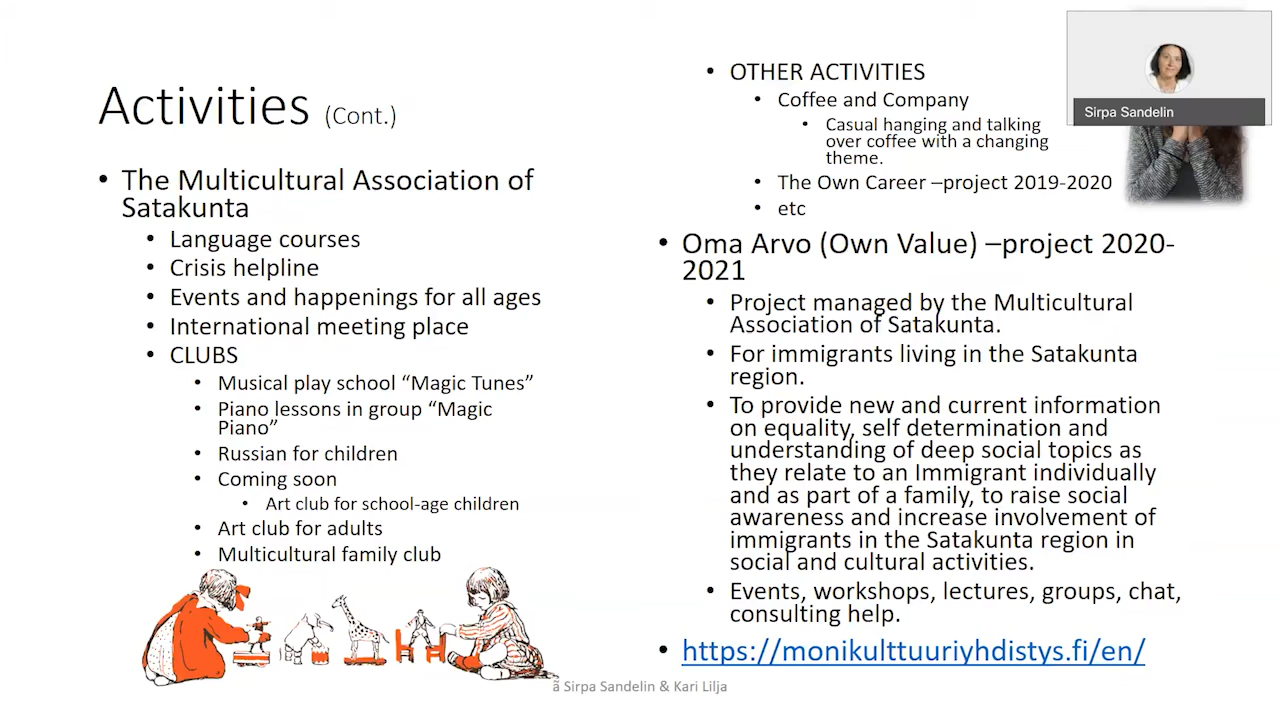 Activities (Cont.)
• The Multicultural Association of
Satakunta
• Language courses
• Crisis helpline
• Events and happenings for all ages
• International meeting place
• CLUBS
• Musical play school “Magic Tunes”
• Piano lessons in group “Magic
Piano”
• Russian for children
• Coming soon
• Art club for school-age children
• Art club for adults
• Multicultural family club
• OTHER ACTIVITIES
• Coffee and Company
• Casual hanging and talking
over coffee with a changing
theme.
• The Own Career –project 2019-2020
• etc
• Oma Arvo (Own Value) –project 2020-
2021
• Project managed by the Multicultural
Association of Satakunta.
• For immigrants living in the Satakunta
region.
• To provide new and current information
on equality, self determination and
understanding of deep social topics as
they relate to an Immigrant individually
and as part of a family, to raise social
awareness and increase involvement of
immigrants in the Satakunta region in
social and cultural activities.
• Events, workshops, lectures, groups, chat,
consulting help.
• https://monikulttuuriyhdistys.fi/en/
ã Sirpa Sandelin & Kari Lilja
Sirpa Sandelin